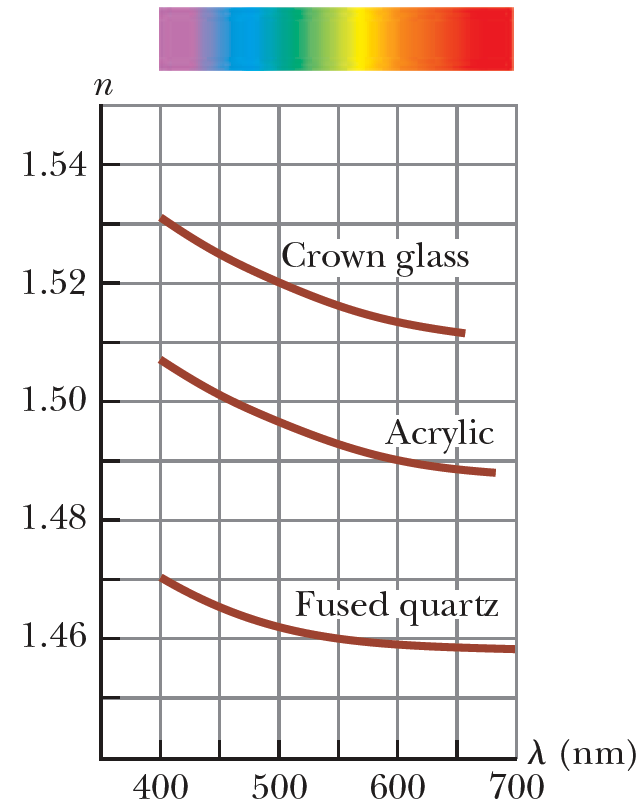 n
1.54
Crown glass
1.52
1.50
Acrylic
1.48
Fused quartz
1.46
λ (nm)
400 500 600 700